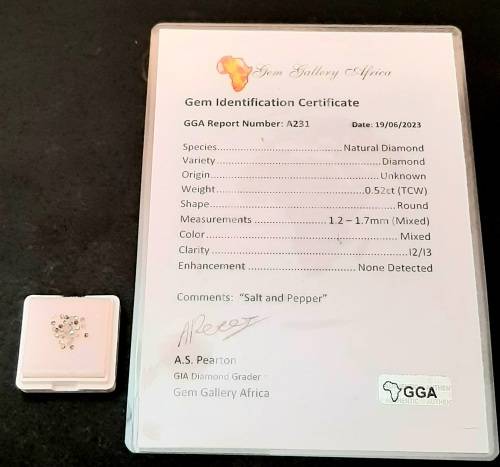 Gem Gallery Africa
Gem Identification Certificate
GGA Report Number: A231 Date: 19/06/2023
Species..............................Natural Diamond
Variety..............................Diamond
Origin..............................Unknown
Weight..............................0.52ct (TCW)
Shape..............................Round
Measurements ..............................1.2 – 1.7mm (Mixed)
Color..............................Mixed
Clarity..............................I2/I3
Enhancement ..............................None Detected
Comments: "Salt and Pepper"
A.S. Pearton
GIA Diamond Grader
Gem Gallery Africa
GGA